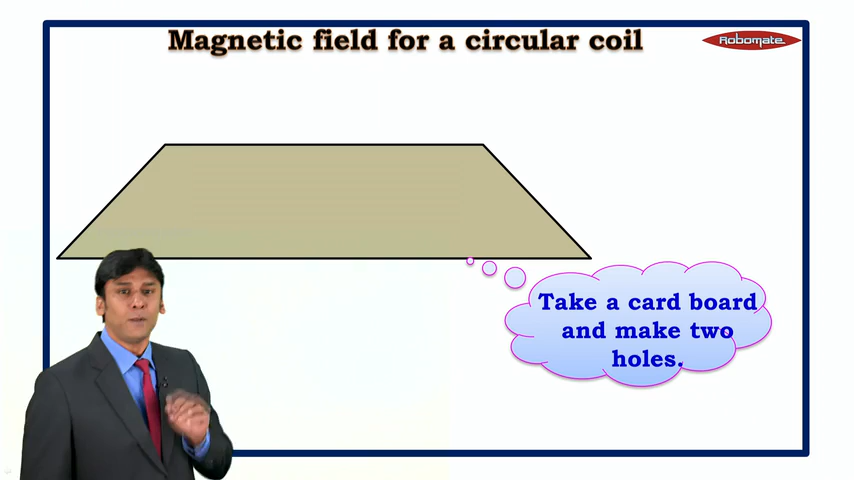 Magnetic field for a circular coil
Robomate
Take a card board
and make two
holes.